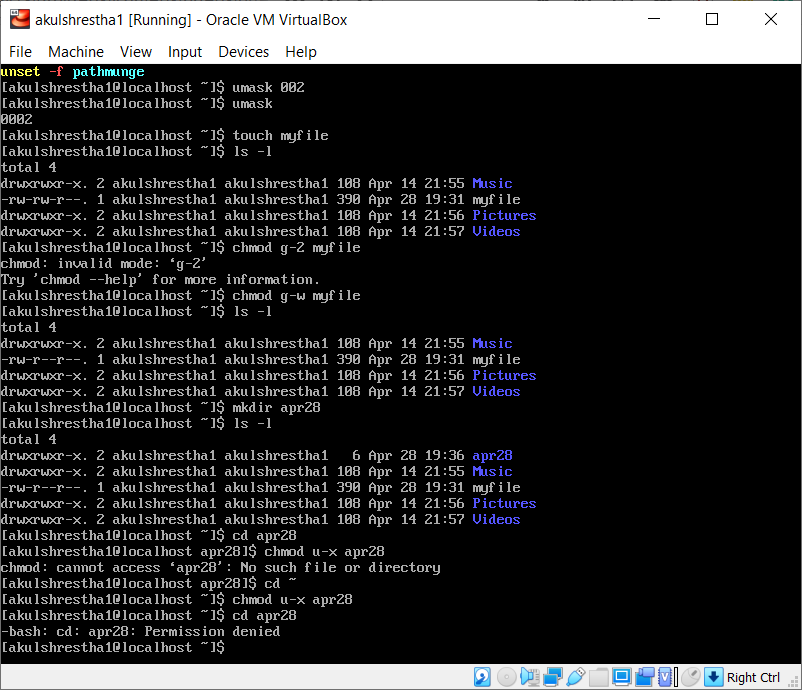 akulshrestha1 [Running] - Oracle VM VirtualBox
File Machine View Input Devices Help
unset -f pathmunge
[akulshrestha1@localhost ~]$ umask 002
[akulshrestha1@localhost ~]$ umask
0002
[akulshrestha1@localhost ~]$ touch myfile
[akulshrestha1@localhost ~]$ ls -l
total 4
drwxrwxr-x. 2 akulshrestha1 akulshrestha1 108 Apr 14 21:55 Music
-rw-rw-r--. 1 akulshrestha1 akulshrestha1 390 Apr 28 19:31 myfile
drwxrwxr-x. 2 akulshrestha1 akulshrestha1 108 Apr 14 21:56 Pictures
drwxrwxr-x. 2 akulshrestha1 akulshrestha1 108 Apr 14 21:57 Videos
[akulshrestha1@localhost ~]$ chmod g-2 myfile
chmod: invalid mode: ‘g-2’
Try 'chmod --help' for more information.
[akulshrestha1@localhost ~]$ chmod g-w myfile
[akulshrestha1@localhost ~]$ ls -l
total 4
drwxrwxr-x. 2 akulshrestha1 akulshrestha1 108 Apr 14 21:55 Music
-rw-r--r--. 1 akulshrestha1 akulshrestha1 390 Apr 28 19:31 myfile
drwxrwxr-x. 2 akulshrestha1 akulshrestha1 108 Apr 14 21:56 Pictures
drwxrwxr-x. 2 akulshrestha1 akulshrestha1 108 Apr 14 21:57 Videos
[akulshrestha1@localhost ~]$ mkdir apr28
[akulshrestha1@localhost ~]$ ls -l
total 4
drwxrwxr-x. 2 akulshrestha1 akulshrestha1   6 Apr 28 19:36 apr28
drwxrwxr-x. 2 akulshrestha1 akulshrestha1 108 Apr 14 21:55 Music
-rw-r--r--. 1 akulshrestha1 akulshrestha1 390 Apr 28 19:31 myfile
drwxrwxr-x. 2 akulshrestha1 akulshrestha1 108 Apr 14 21:56 Pictures
drwxrwxr-x. 2 akulshrestha1 akulshrestha1 108 Apr 14 21:57 Videos
[akulshrestha1@localhost ~]$ cd apr28
[akulshrestha1@localhost apr28]$ chmod u-x apr28
chmod: cannot access ‘apr28’: No such file or directory
[akulshrestha1@localhost apr28]$ cd ~
[akulshrestha1@localhost ~]$ chmod u-x apr28
[akulshrestha1@localhost ~]$ cd apr28
-bash: cd: apr28: Permission denied
[akulshrestha1@localhost ~]$
Right Ctrl